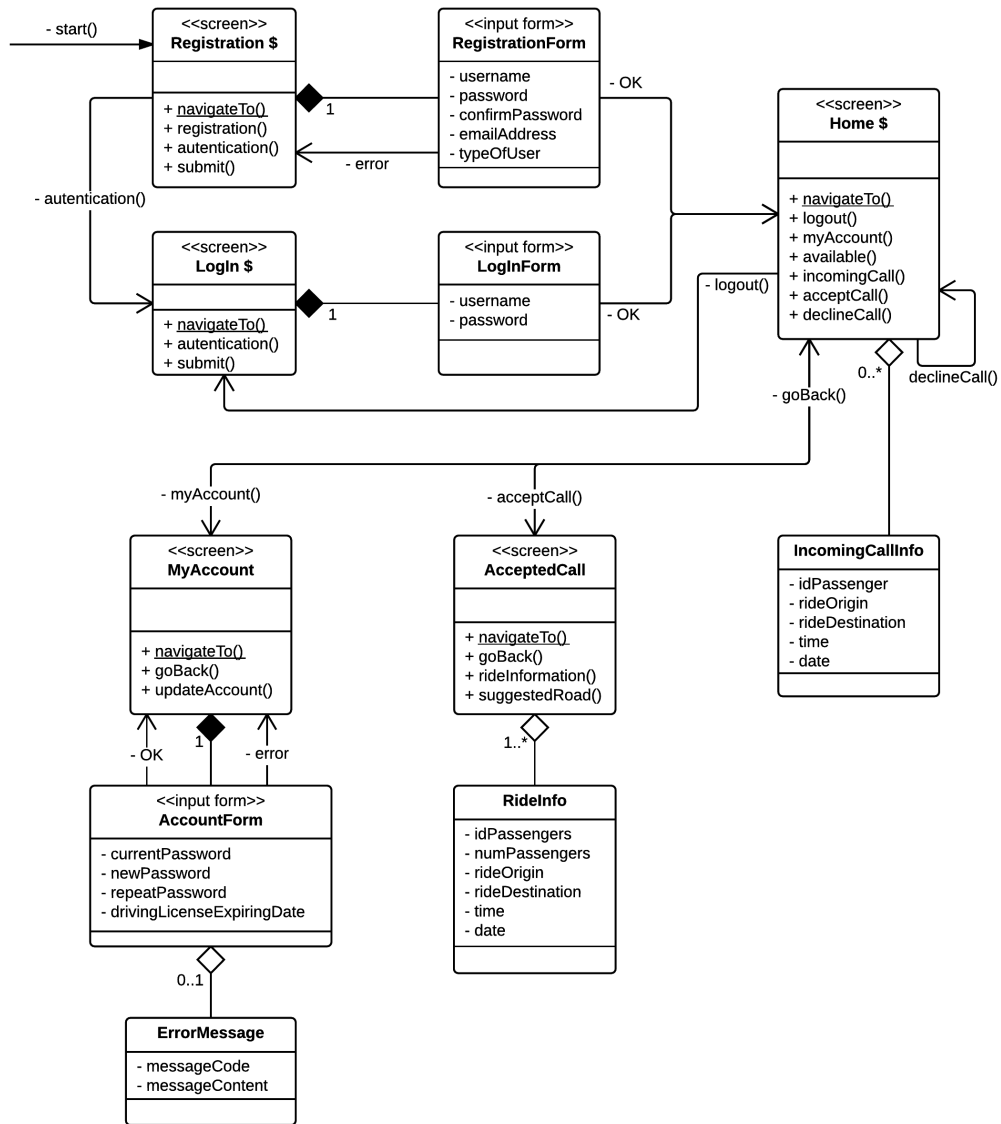 - start()
<<screen>>
Registration $
+ navigateTo()
+ registration()
+ autentication()
+ submit()
1
<<input form>>
RegistrationForm
- username
- password
- confirmPassword
- emailAddress
- typeOfUser
- OK
- error
- autentication()
<<screen>>
LogIn $
+ navigateTo()
+ autentication()
+ submit()
1
<<input form>>
LogInForm
- username
- password
- OK
<<screen>>
Home $
+ navigateTo()
+ logout()
+ myAccount()
+ available()
+ incomingCall()
+ acceptCall()
+ declineCall()
- logout()
declineCall()
0..*
- goBack()
- myAccount()
- acceptCall()
<<screen>>
MyAccount
+ navigateTo()
+ goBack()
+ updateAccount()
- OK
1
- error
<<screen>>
AcceptedCall
+ navigateTo()
+ goBack()
+ rideInformation()
+ suggestedRoad()
1..*
IncomingCallInfo
- idPassenger
- rideOrigin
- rideDestination
- time
- date
<<input form>>
AccountForm
- currentPassword
- newPassword
- repeatPassword
- drivingLicenseExpiringDate
0..1
RideInfo
- idPassengers
- numPassengers
- rideOrigin
- rideDestination
- time
- date
ErrorMessage
- messageCode
- messageContent